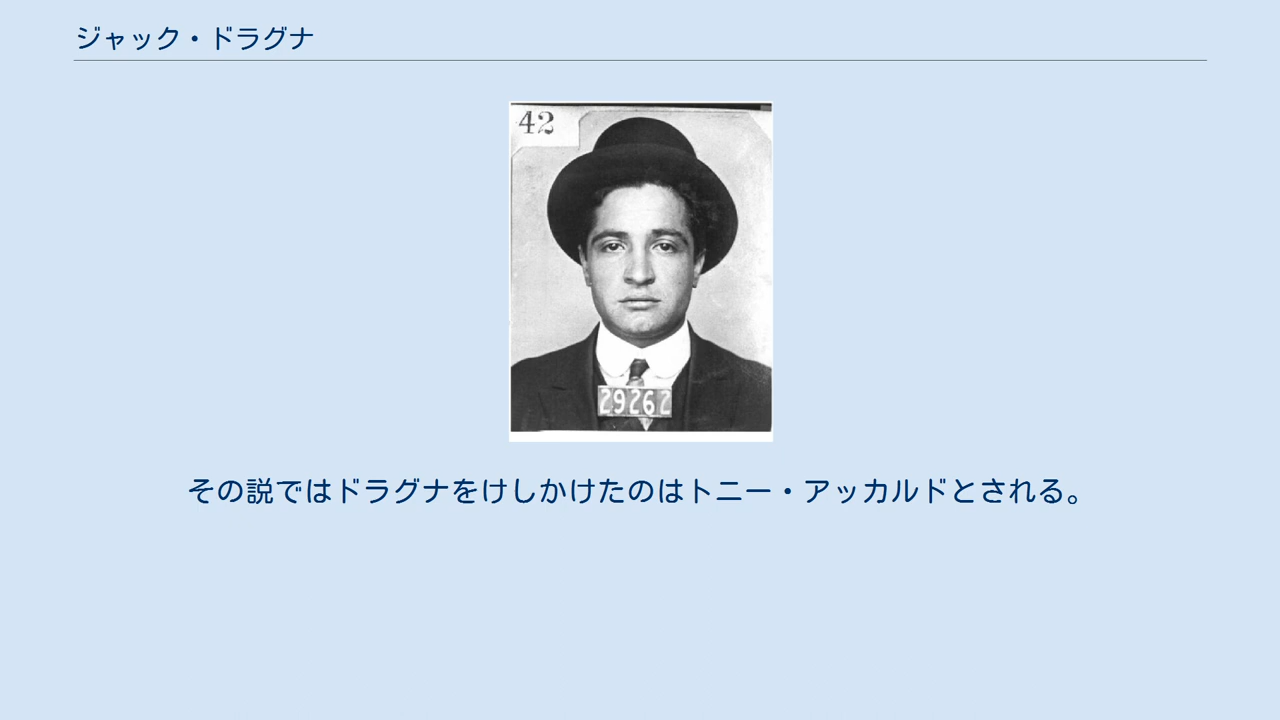 ジャック・ドラグナ
42
29262
その説ではドラグナをけしかけたのはトニー・アッカルドとされる。